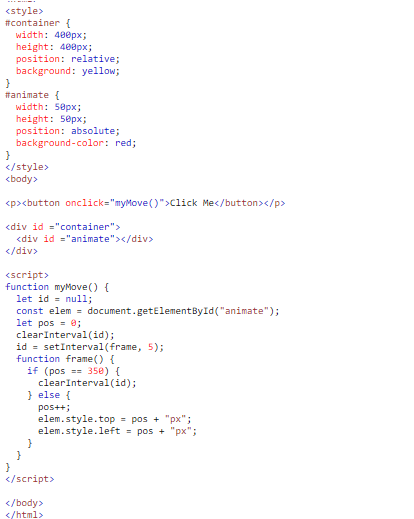 <style>
#container {
  width: 400px;
  height: 400px;
  position: relative;
  background: yellow;
}
#animate {
  width: 50px;
  height: 50px;
  position: absolute;
  background-color: red;
}
</style>
<body>

<p><button onclick="myMove()">Click Me</button></p>

<div id ="container">
  <div id ="animate"></div>
</div>

<script>
function myMove() {
  let id = null;
  const elem = document.getElementById("animate");
  let pos = 0;
  clearInterval(id);
  id = setInterval(frame, 5);
  function frame() {
    if (pos == 350) {
      clearInterval(id);
    } else {
      pos++;
      elem.style.top = pos + "px";
      elem.style.left = pos + "px";
    }
  }
}
</script>

</body>
</html>